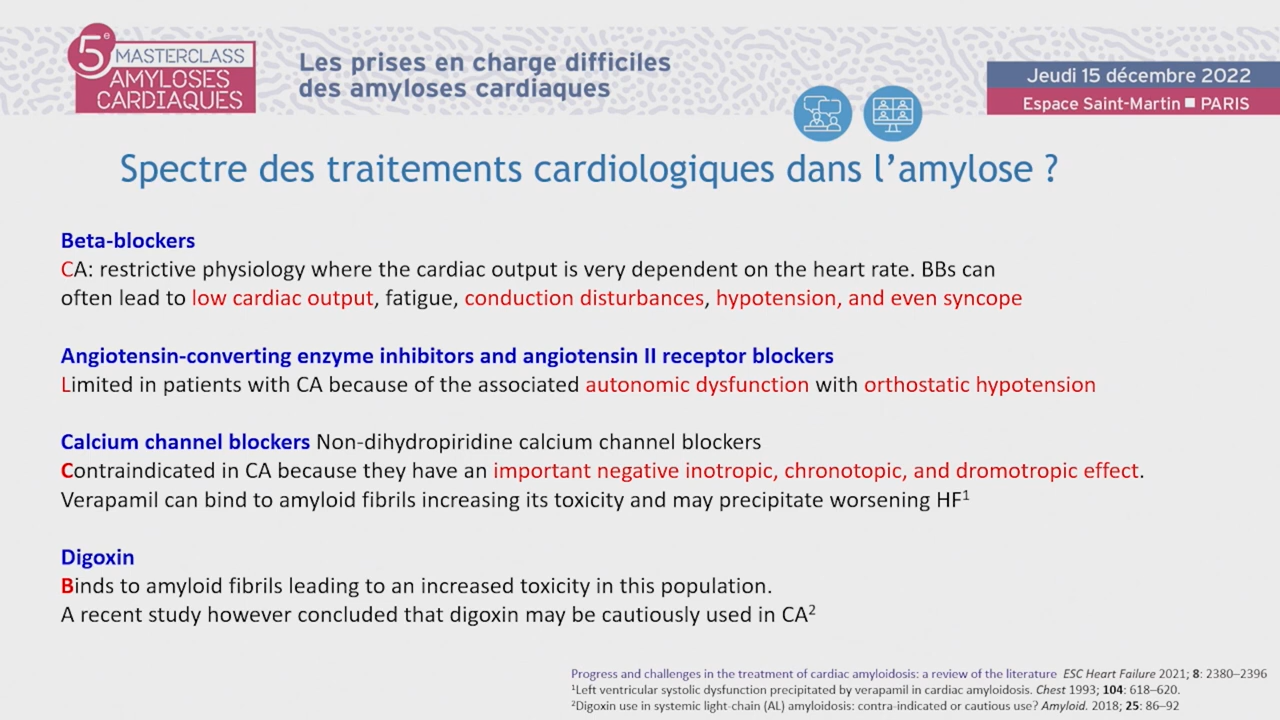 5e MASTERCLASS
AMYLOSES
CARDIAQUES
Les prises en charge difficiles
des amyloses cardiaques
Jeudi 15 décembre 2022
Espace Saint-Martin ■ PARIS
Spectre des traitements cardiologiques dans l’amylose ?
Beta-blockers
CA: restrictive physiology where the cardiac output is very dependent on the heart rate. BBs can
often lead to low cardiac output, fatigue, conduction disturbances, hypotension, and even syncope
Angiotensin-converting enzyme inhibitors and angiotensin II receptor blockers
Limited in patients with CA because of the associated autonomic dysfunction with orthostatic hypotension
Calcium channel blockers Non-dihydropiridine calcium channel blockers
Contraindicated in CA because they have an important negative inotropic, chronotopic, and dromotropic effect.
Verapamil can bind to amyloid fibrils increasing its toxicity and may precipitate worsening HF¹
Digoxin
Binds to amyloid fibrils leading to an increased toxicity in this population.
A recent study however concluded that digoxin may be cautiously used in CA²
Progress and challenges in the treatment of cardiac amyloidosis: a review of the literature ESC Heart Failure 2021; 8: 2380–2396
¹Left ventricular systolic dysfunction precipitated by verapamil in cardiac amyloidosis. Chest 1993; 104: 618–620.
²Digoxin use in systemic light-chain (AL) amyloidosis: contra-indicated or cautious use? Amyloid. 2018; 25: 86–92